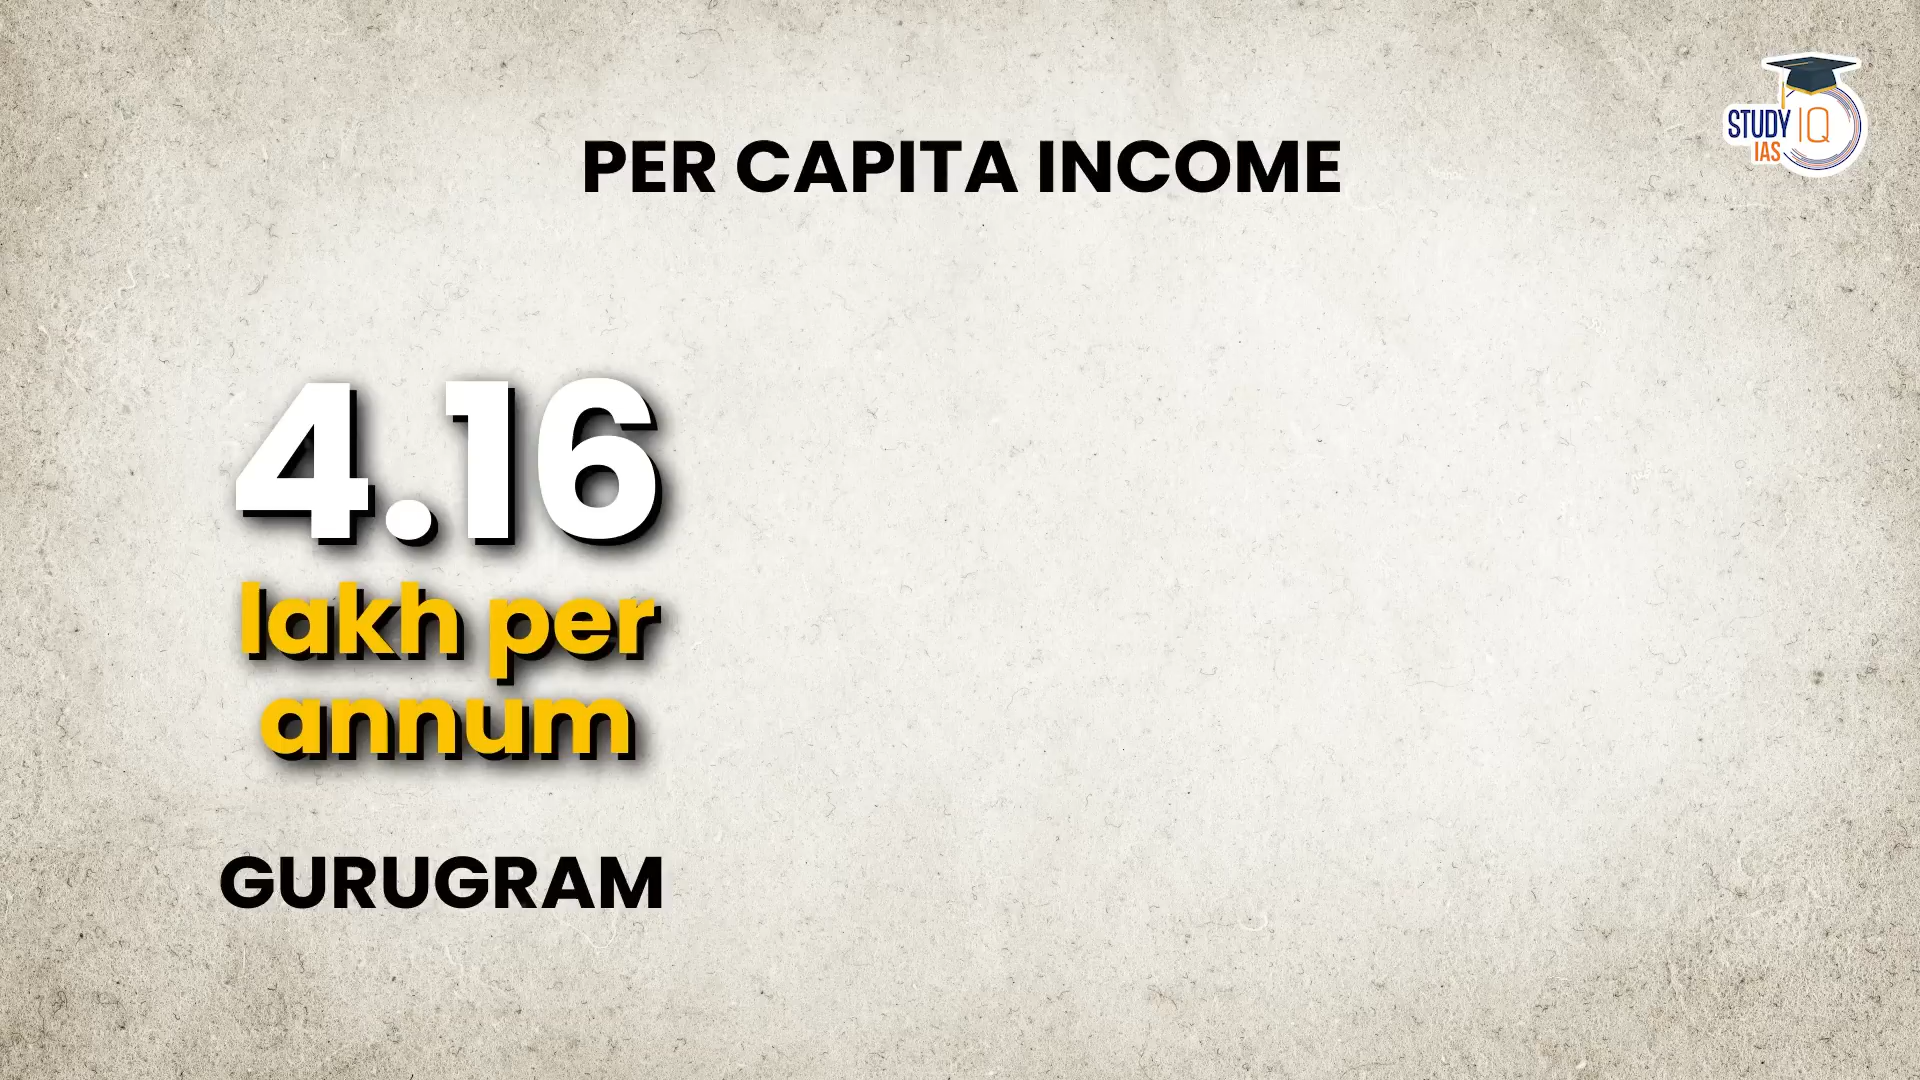 PER CAPITA INCOME
STUDY IQ
IAS
4.16
lakh per
annum
GURUGRAM